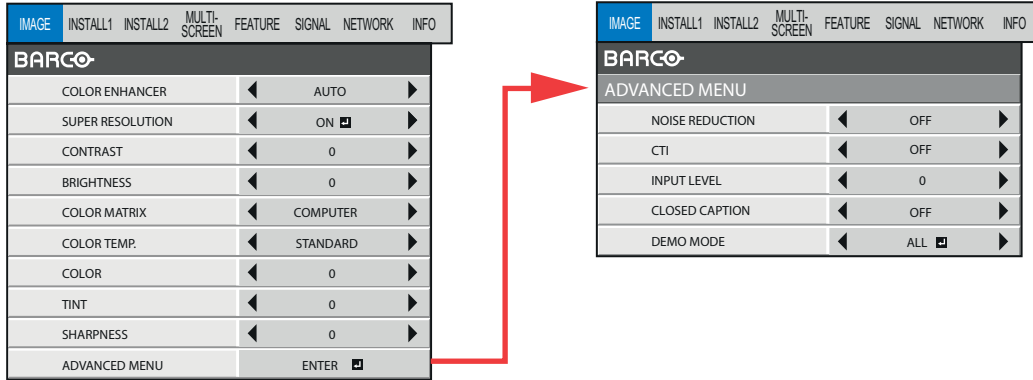 IMAGE INSTALL1 INSTALL2 MULTI-SCREEN FEATURE SIGNAL NETWORK INFO
BARCO
COLOR ENHANCER AUTO
SUPER RESOLUTION ON
CONTRAST 0
BRIGHTNESS 0
COLOR MATRIX COMPUTER
COLOR TEMP. STANDARD
COLOR 0
TINT 0
SHARPNESS 0
ADVANCED MENU ENTER
IMAGE INSTALL1 INSTALL2 MULTI-SCREEN FEATURE SIGNAL NETWORK INFO
BARCO
ADVANCED MENU
NOISE REDUCTION OFF
CTI OFF
INPUT LEVEL 0
CLOSED CAPTION OFF
DEMO MODE ALL